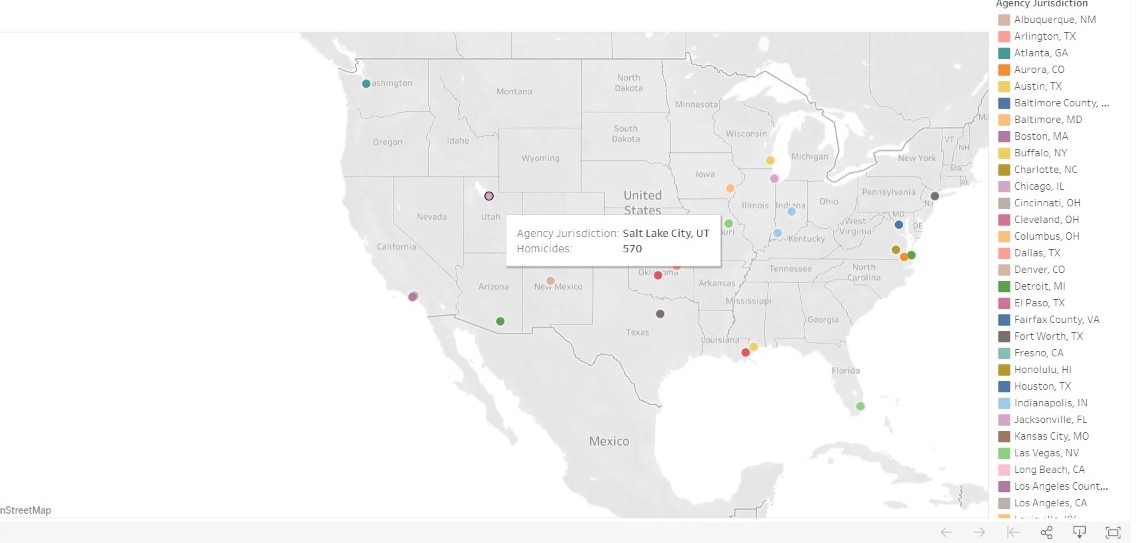 Agency Jurisdiction
Albuquerque, NM
Arlington, TX
Atlanta, GA
Aurora, CO
Austin, TX
Baltimore County, ...
Baltimore, MD
Boston, MA
Buffalo, NY
Charlotte, NC
Chicago, IL
Cincinnati, OH
Cleveland, OH
Columbus, OH
Dallas, TX
Denver, CO
Detroit, MI
El Paso, TX
Fairfax County, VA
Fort Worth, TX
Fresno, CA
Honolulu, HI
Houston, TX
Indianapolis, IN
Jacksonville, FL
Kansas City, MO
Las Vegas, NV
Long Beach, CA
Los Angeles Count...
Los Angeles, CA
Louisville, KY
ashington
Montana
North
Dakota
Minnesota
Oregon
Idaho
South
Dakota
Wisconsin
Michigan
VT
NH
Wyoming
New York
MA
Iowa
United
States
Pennsylvania
Nevada
Utah
Illinois
Indiana
Ohio
MD
DE
West
Virginia
California
Agency Jurisdiction: Salt Lake City, UT
Homicides: 570
uri
Kentucky
Arizona
New Mexico
Oklahoma
Arkansas
Tennessee
North
Carolina
Mississippi
Texas
Louisiana
Georgia
Florida
Mexico
nStreetMap